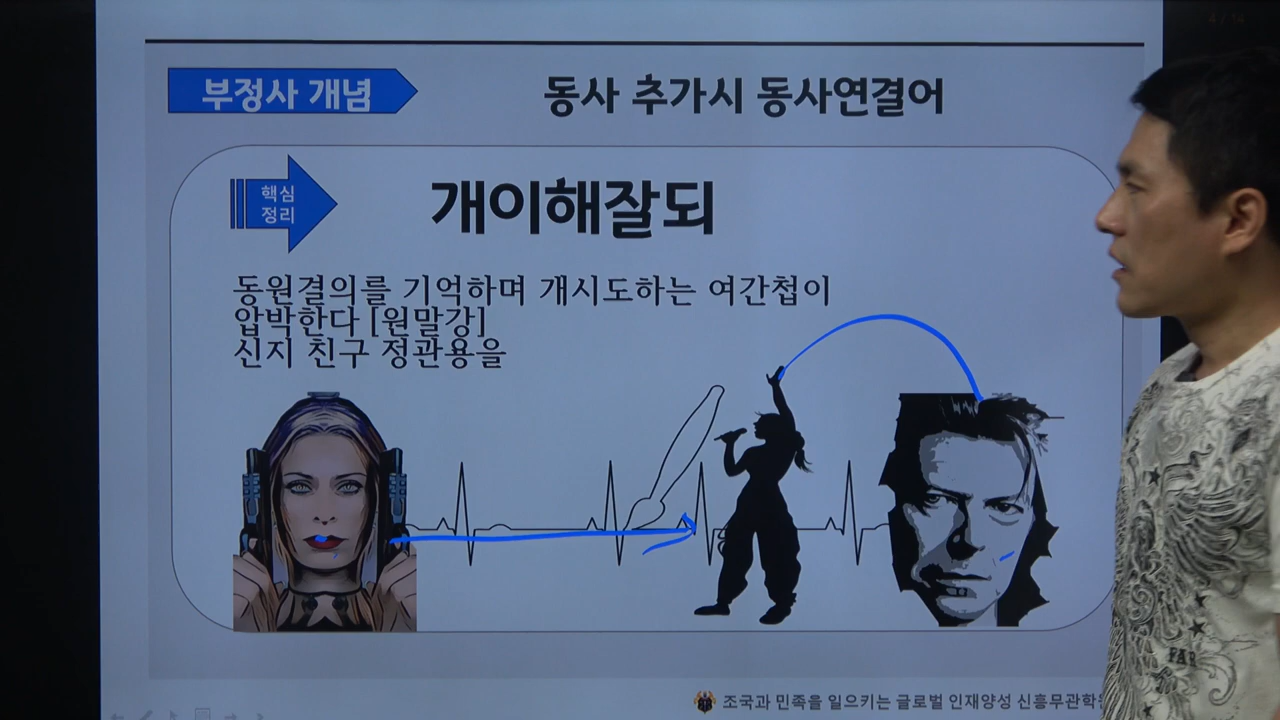 4 / 14
부정사 개념
동사 추가시 동사연결어
핵심
정리
개이해잘되
동원결의를 기억하며 개시도하는 여간첩이
압박한다 [원말강]
신지 친구 정관용을
조국과 민족을 일으키는 글로벌 인재양성 신흥무관학
FAR